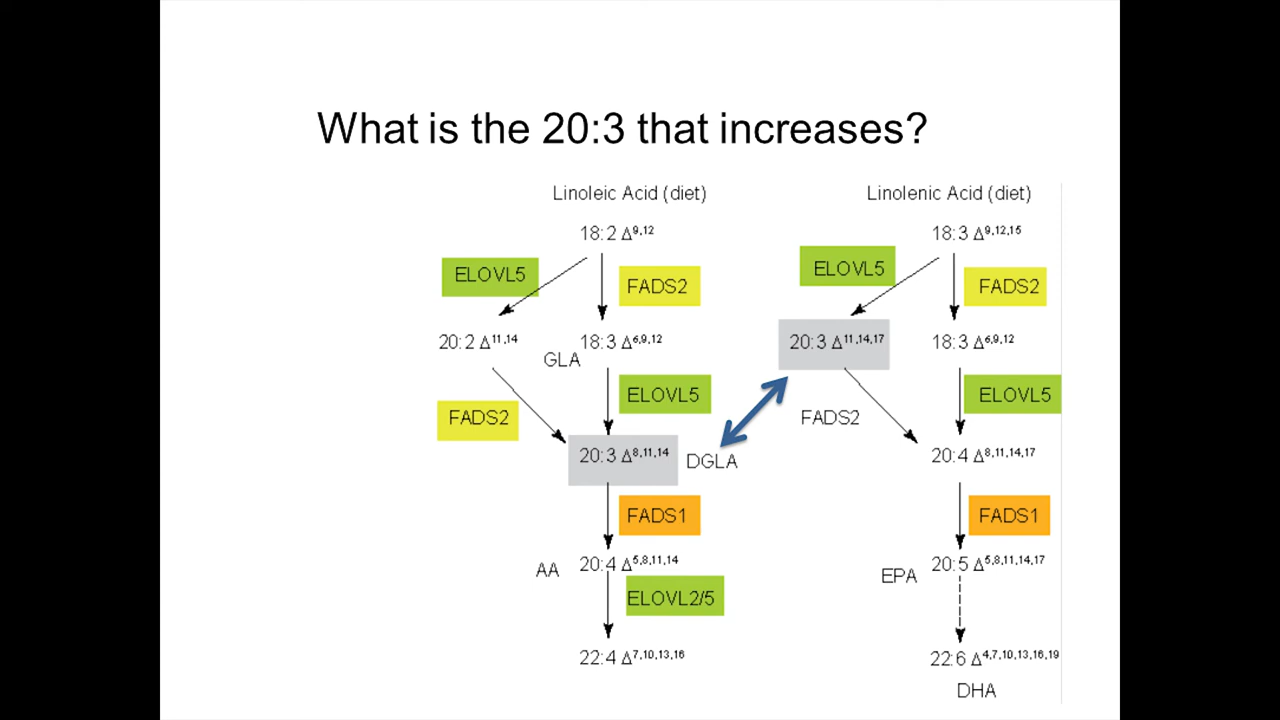 What is the 20:3 that increases?
Linoleic Acid (diet)
Linolenic Acid (diet)
18:2 Δ9,12
18:3 Δ9,12,15
ELOVL5
FADS2
ELOVL5
FADS2
20:2 Δ11,14
GLA
18:3 Δ6,9,12
20:3 Δ11,14,17
18:3 Δ6,9,12
FADS2
ELOVL5
FADS2
ELOVL5
20:3 Δ8,11,14
DGLA
20:4 Δ8,11,14,17
FADS1
FADS1
AA
20:4 Δ5,8,11,14
EPA
20:5 Δ5,8,11,14,17
ELOVL2/5
22:4 Δ7,10,13,16
22:6 Δ4,7,10,13,16,19
DHA